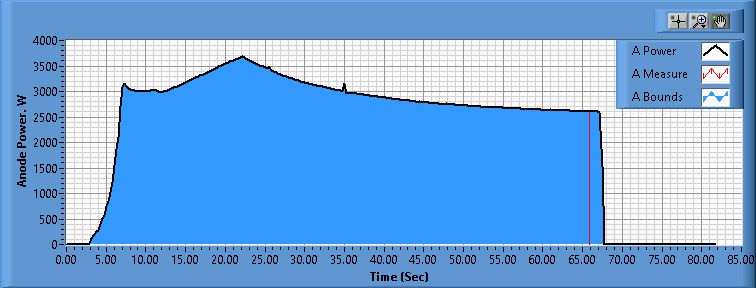 4000
3500
3000
2500
2000
1500
1000
500
0
Anode Power. W
0.00 5.00 10.00 15.00 20.00 25.00 30.00 35.00 40.00 45.00 50.00 55.00 60.00 65.00 70.00 75.00 80.00 85.00
Time (Sec)
A Power
A Measure
A Bounds